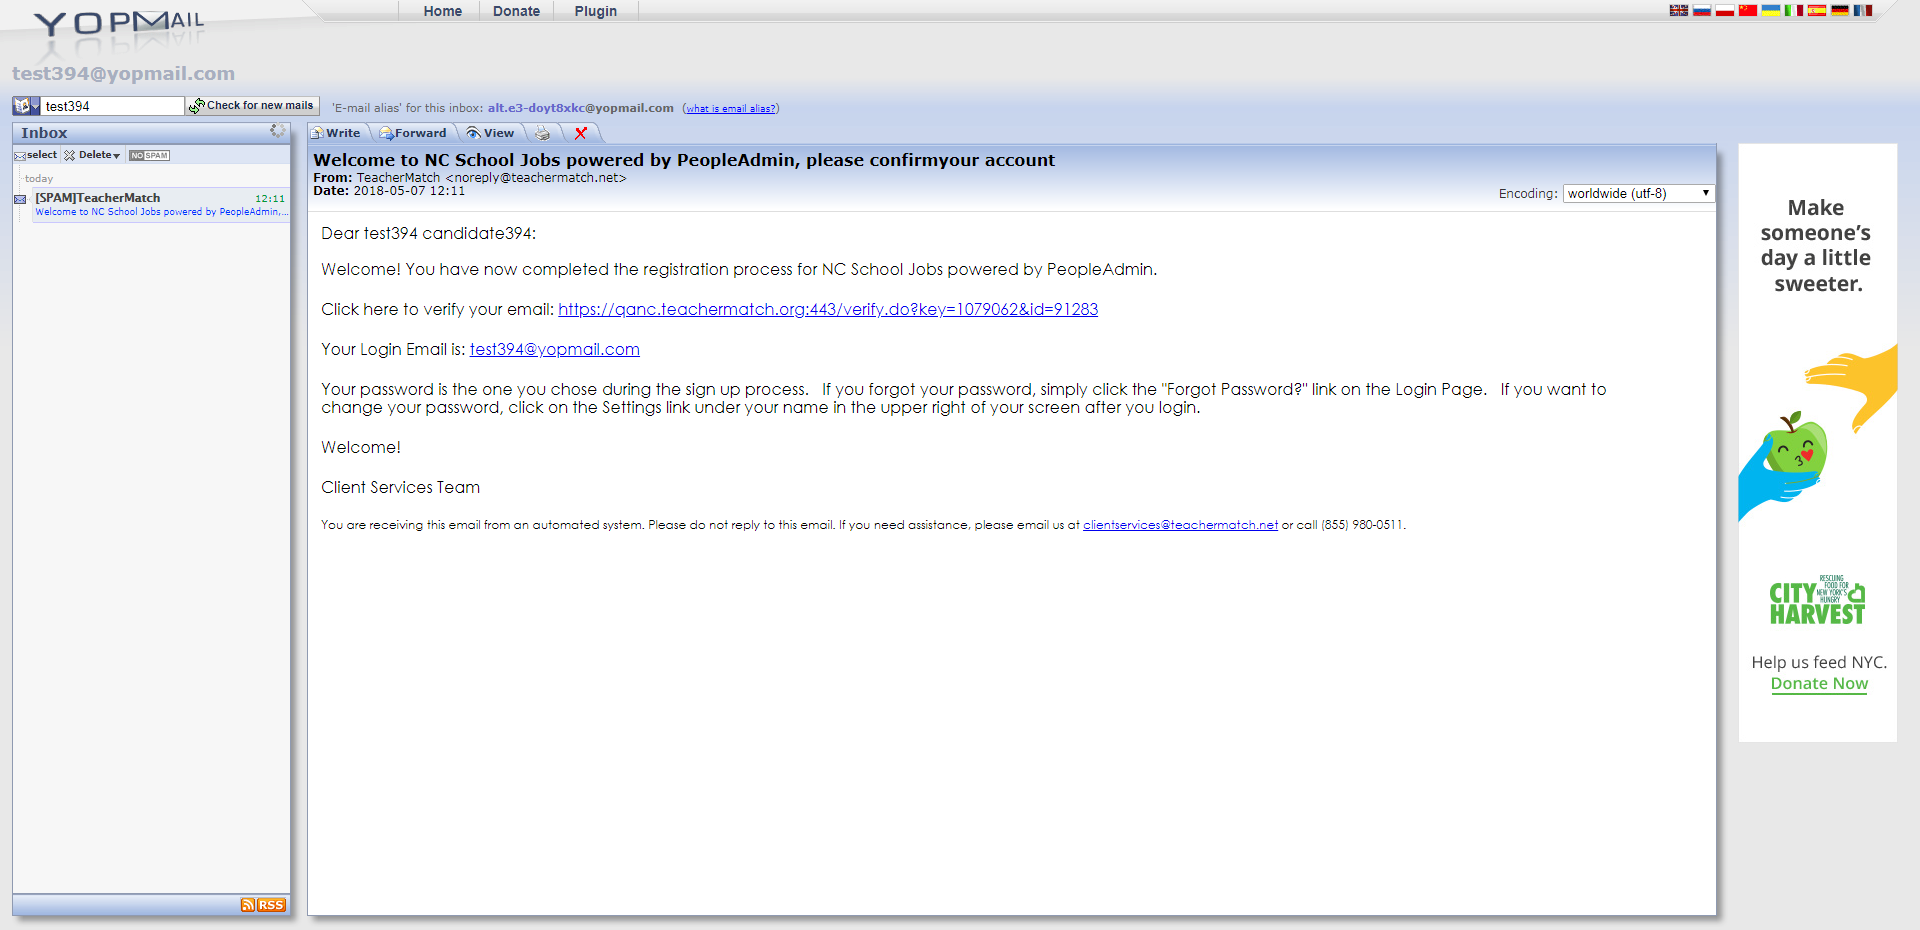 YOPMAIL
Home Donate Plugin
test394@yopmail.com
test394 Check for new mails 'E-mail alias' for this inbox: alt.e3-doyt8xkc@yopmail.com (what is email alias?)
Inbox
select Delete NO SPAM
today
[SPAM]TeacherMatch 12:11
Welcome to NC School Jobs powered by PeopleAdmin,...
RSS
Write Forward View
Welcome to NC School Jobs powered by PeopleAdmin, please confirmyour account
From: TeacherMatch <noreply@teachermatch.net>
Date: 2018-05-07 12:11
Encoding: worldwide (utf-8)
Dear test394 candidate394:
Welcome! You have now completed the registration process for NC School Jobs powered by PeopleAdmin.
Click here to verify your email: https://qanc.teachermatch.org:443/verify.do?key=1079062&id=91283
Your Login Email is: test394@yopmail.com
Your password is the one you chose during the sign up process. If you forgot your password, simply click the "Forgot Password?" link on the Login Page. If you want to
change your password, click on the Settings link under your name in the upper right of your screen after you login.
Welcome!
Client Services Team
You are receiving this email from an automated system. Please do not reply to this email. If you need assistance, please email us at clientservices@teachermatch.net or call (855) 980-0511.
Make
someone's
day a little
sweeter.
CITY
HARVEST
RESCUING
FOOD FOR
NEW YORK'S
HUNGRY
Help us feed NYC.
Donate Now